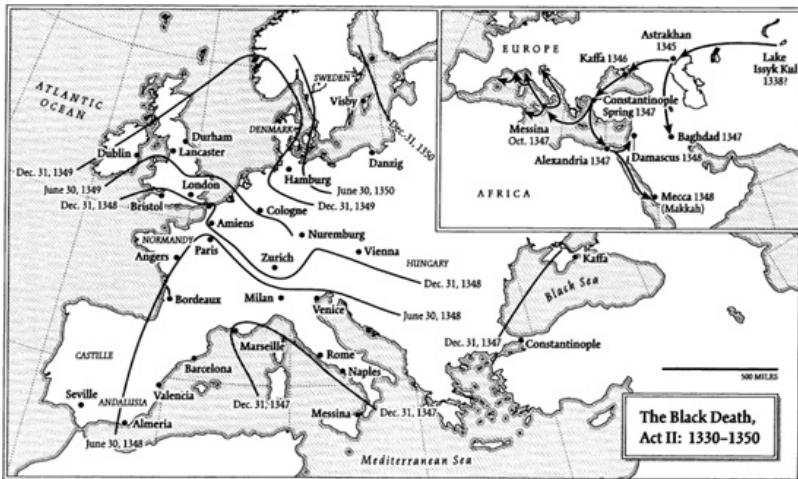 ATLANTIC
OCEAN
SWEDEN
Visby
DENMARK
Durham
Lancaster
Dublin
Dec. 31, 1350
Danzig
Hamburg
Dec. 31, 1349
June 30, 1349
Dec. 31, 1348
London
Bristol
June 30, 1350
Dec. 31, 1349
Cologne
Amiens
NORMANDY
Paris
Nuremburg
Angers
Zurich
Vienna
HUNGARY
Dec. 31, 1348
Bordeaux
Milan
Venice
June 30, 1348
CASTILLE
Marseille
Rome
Barcelona
Naples
Seville
ANDALUSIA
Valencia
Dec. 31, 1347
Messina
Dec. 31, 1347
Almeria
June 30, 1348
Mediterranean Sea
Kaffa
Black Sea
Dec. 31, 1347
Constantinople
500 MILES
The Black Death,
Act II: 1330–1350
EUROPE
Astrakhan
1345
Kaffa 1346
Lake
Issyk Kul
1338?
Constantinople
Spring 1347
Messina
Oct. 1347
Baghdad 1347
Alexandria 1347
Damascus 1348
AFRICA
Mecca 1348
(Makkah)